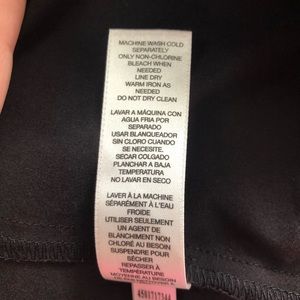 MACHINE WASH COLD
SEPARATELY
ONLY NON-CHLORINE
BLEACH WHEN
NEEDED
LINE DRY
WARM IRON AS
NEEDED
DO NOT DRY CLEAN
LAVAR A MÁQUINA CON
AGUA FRIA POR
SEPARADO
USAR BLANQUEADOR
SIN CLORO CUANDO
SE NECESITE.
SECAR COLGADO
PLANCHAR A BAJA
TEMPERATURA
NO LAVAR EN SECO
LAVER À LA MACHINE
SÉPARÉMENT À L'EAU
FROIDE
UTILISER SEULEMENT
UN AGENT DE
BLANCHIMENT NON
CHLORÉ AU BESOIN
SUSPENDRE POUR
SÉCHER
REPASSER À
TEMPÉRATURE
MOYENNE AU BESOIN